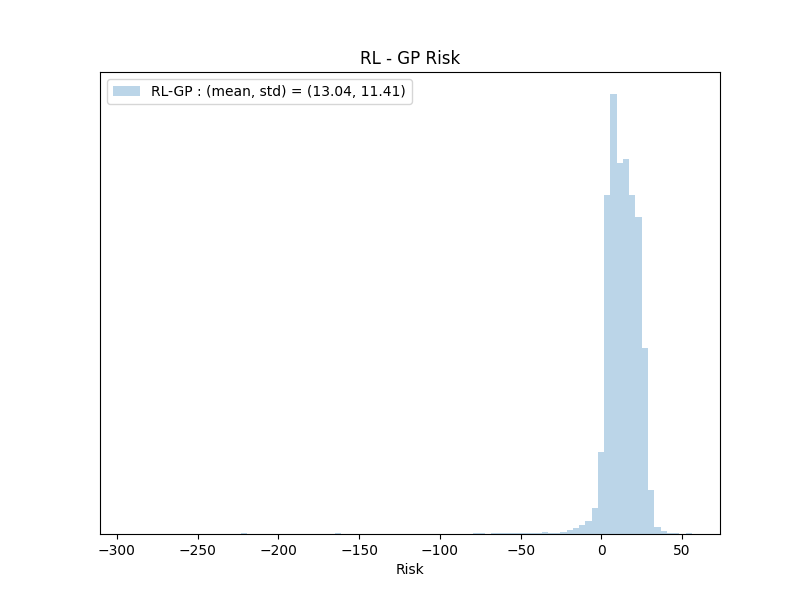 RL - GP Risk
RL-GP : (mean, std) = (13.04, 11.41)
−300 −250 −200 −150 −100 −50 0 50
Risk